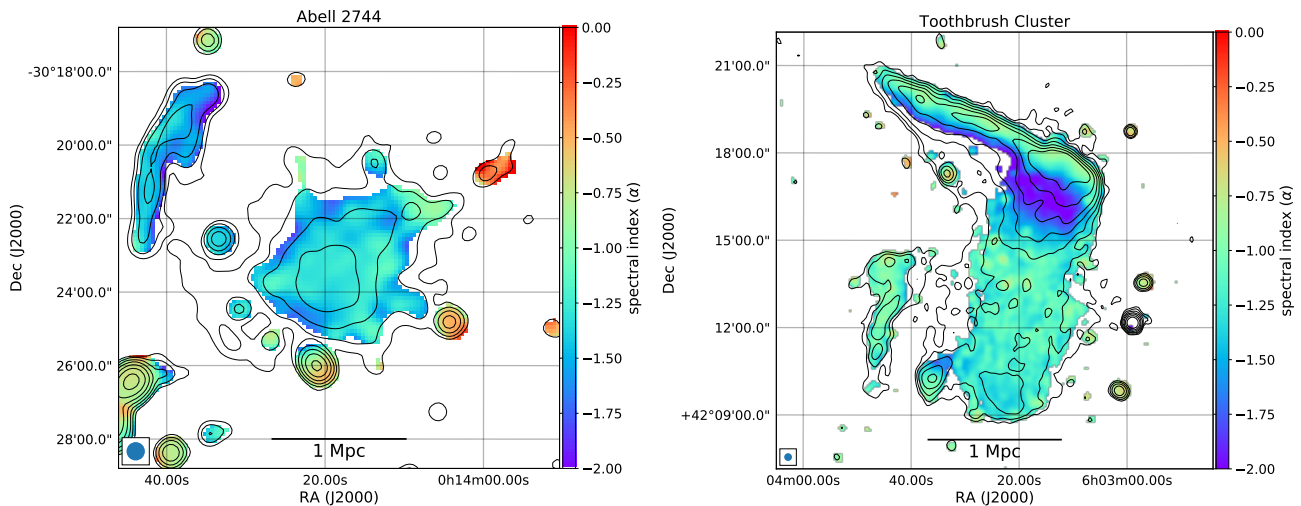 Abell 2744
-30°18'00.0"
20'00.0"
22'00.0"
24'00.0"
26'00.0"
28'00.0"
Dec (J2000)
1 Mpc
40.00s
20.00s
0h14m00.00s
RA (J2000)
0.00
−0.25
−0.50
−0.75
−1.00
−1.25
−1.50
−1.75
−2.00
spectral index (α)
Toothbrush Cluster
21'00.0"
18'00.0"
15'00.0"
12'00.0"
+42°09'00.0"
Dec (J2000)
1 Mpc
04m00.00s
40.00s
20.00s
6h03m00.00s
RA (J2000)
0.00
−0.25
−0.50
−0.75
−1.00
−1.25
−1.50
−1.75
−2.00
spectral index (α)